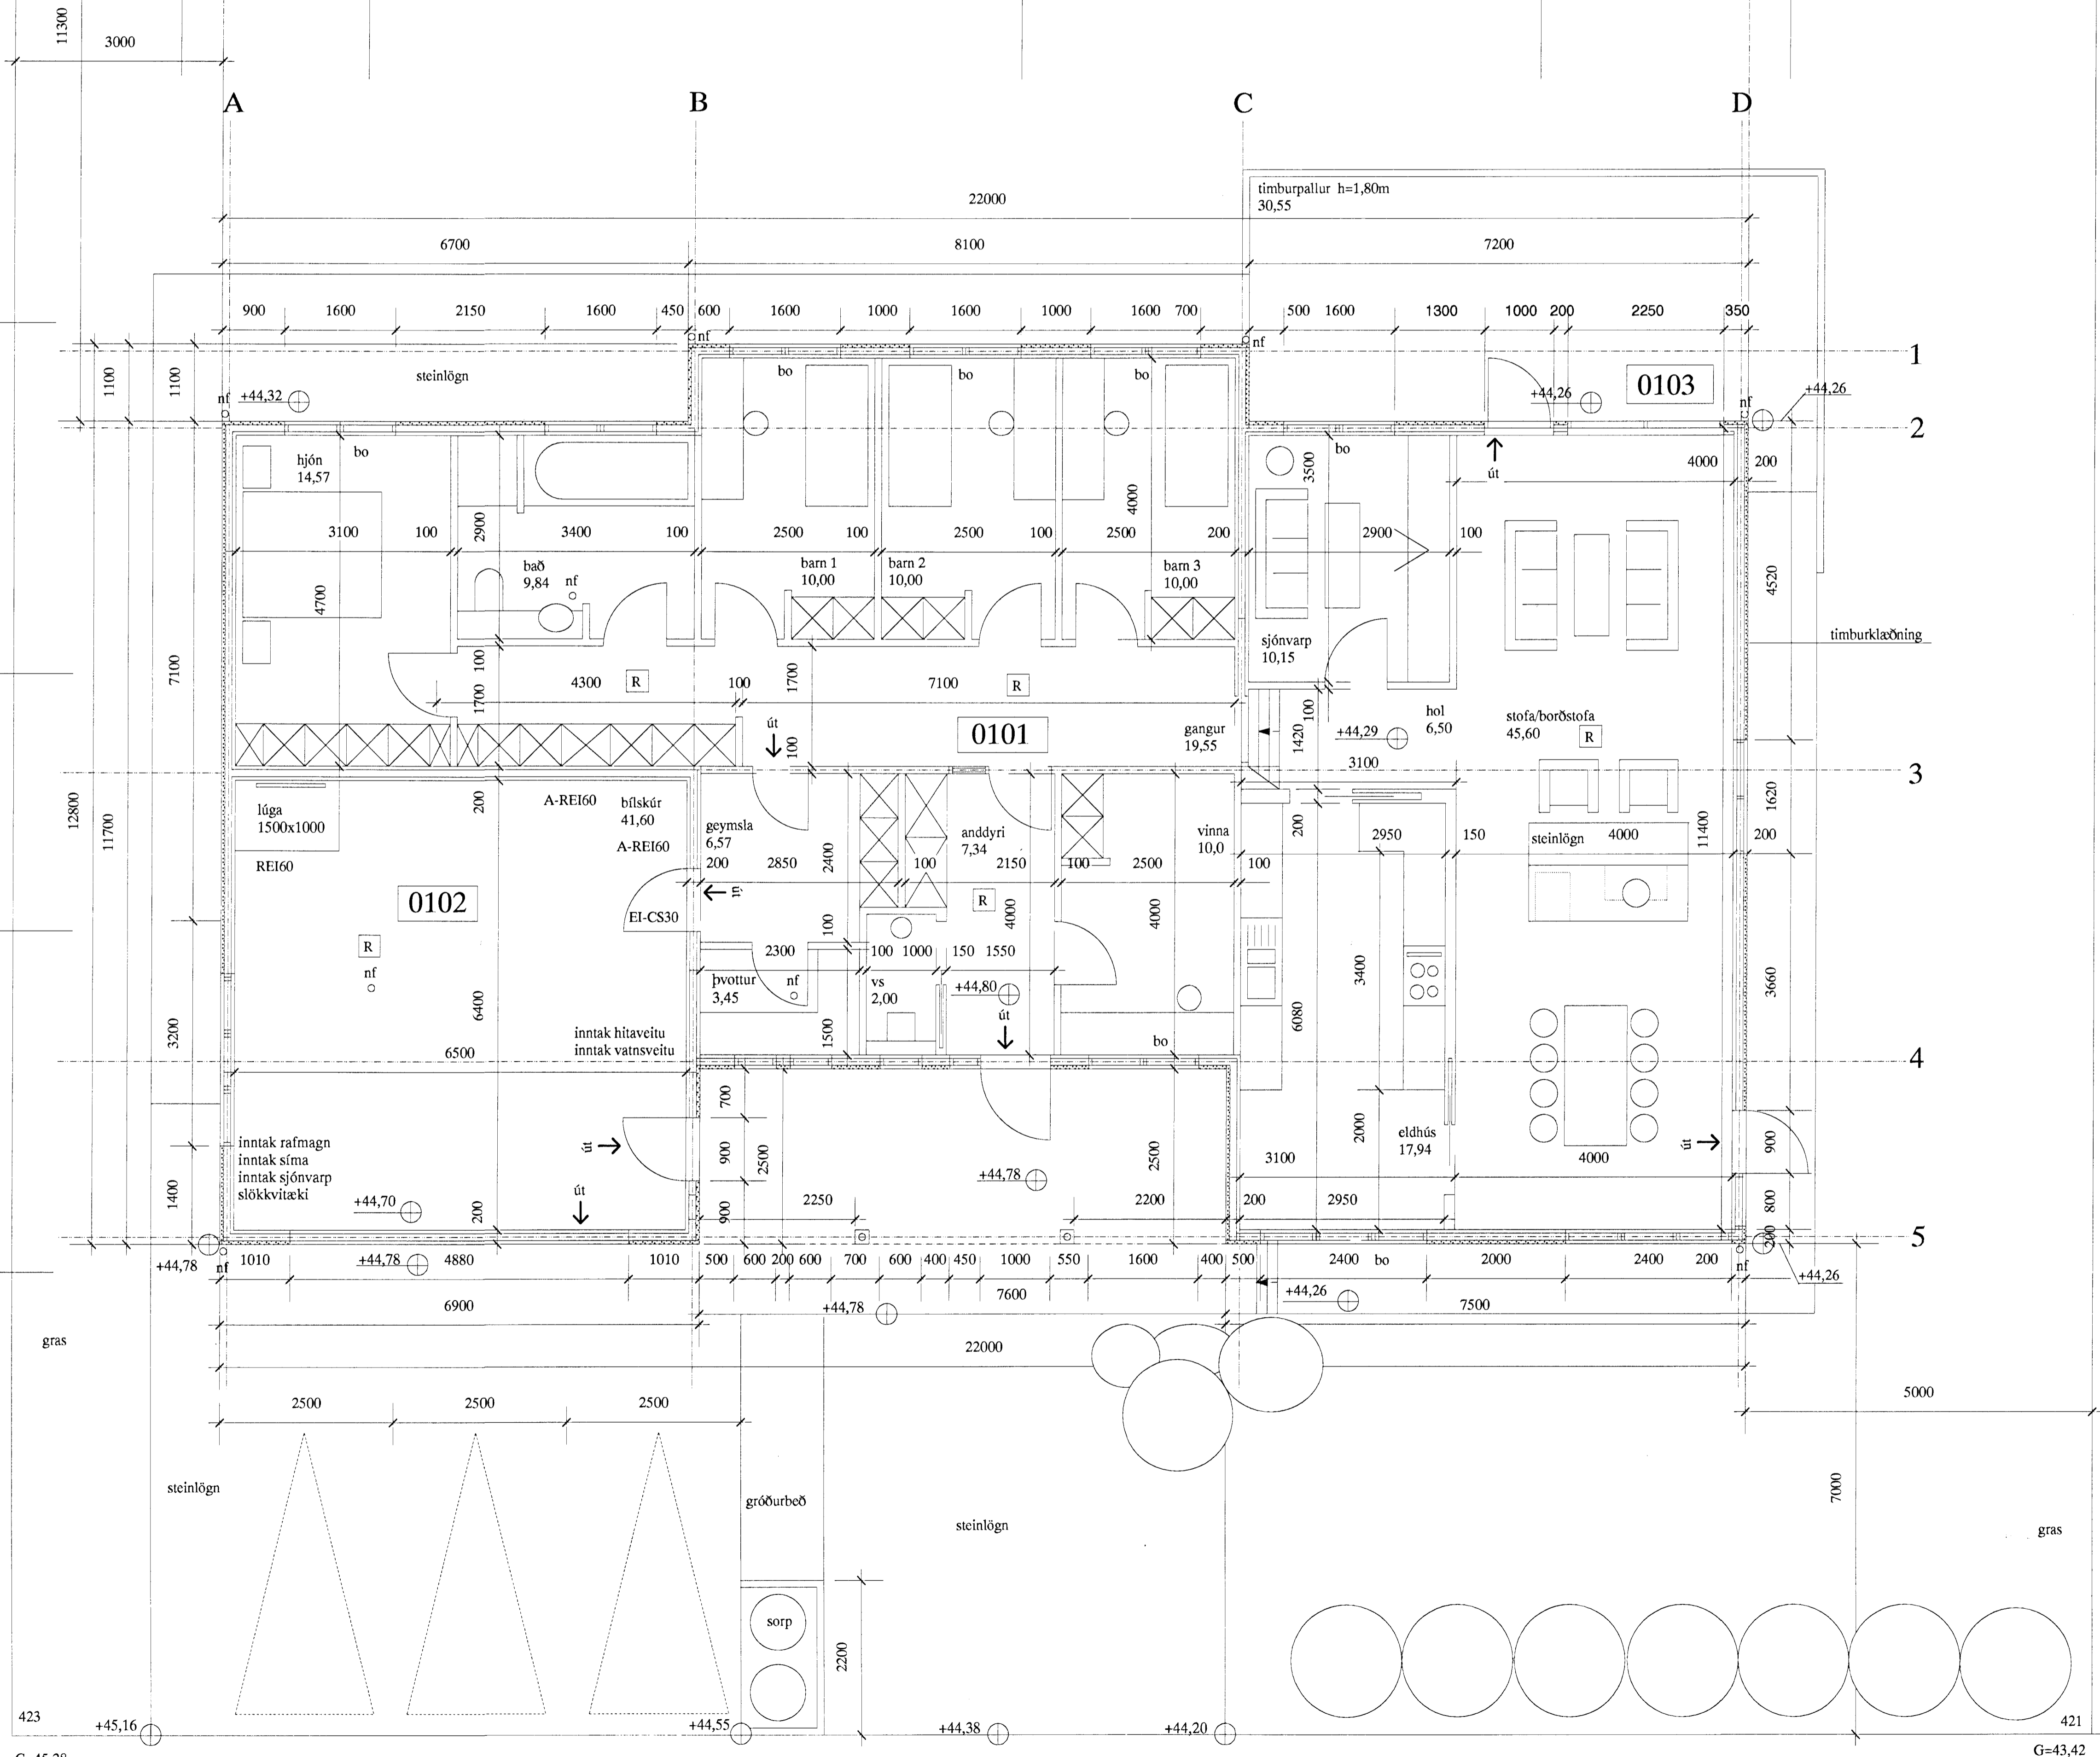 11300
3000
A
B
C
D
timburpallur h=1,80m
30,55
22000
6700
8100
7200
900
1600
2150
1600
450
600
1600
1000
1600
1000
1600
700
500
1600
1300
1000
200
2250
350
nf
nf
1
1100
1100
steinlögn
bo
bo
bo
0103
+44,26
+44,26
nf
+44,32
nf
2
hjón
14,57
bo
bo
út
3500
4000
200
4000
3100
100
2900
3400
100
2500
100
2500
100
2500
200
2900
100
bað
9,84
nf
barn 1
10,00
barn 2
10,00
barn 3
10,00
4700
4520
sjónvarp
10,15
timburklæðning
7100
100
1700
4300
R
100
1700
7100
R
út
100
0101
gangur
19,55
100
1420
+44,29
hol
6,50
stofa/borðstofa
45,60
R
3100
3
12800
11700
lúga
1500x1000
REI60
200
A-REI60
bílskúr
41,60
A-REI60
geymsla
6,57
200
2850
2400
100
anddyri
7,34
2150
100
vinna
10,0
2500
100
200
2950
150
steinlögn
4000
11400
1620
200
0102
EI-CS30
út
R
4000
4000
R
nf
100
2300
100
1000
150
1550
þvottur
3,45
nf
vs
2,00
+44,80
út
3400
3660
6400
6080
3200
6500
inntak hitaveitu
inntak vatnsveitu
1500
bo
4
700
inntak rafmagn
inntak síma
inntak sjónvarp
slökkvitæki
út
900
2500
2500
2000
eldhús
17,94
út
900
3100
4000
+44,78
1400
+44,70
200
út
900
2250
2200
200
2950
800
200
5
+44,78
nf
1010
+44,78
4880
1010
500
600
200
600
700
600
400
450
1000
550
1600
400
500
2400
bo
2000
2400
200
nf
+44,26
+44,26
6900
+44,78
7600
7500
gras
22000
2500
2500
2500
5000
steinlögn
gróðurbeð
steinlögn
7000
gras
sorp
2200
423
+45,16
+44,55
+44,38
+44,20
421
G=43,42